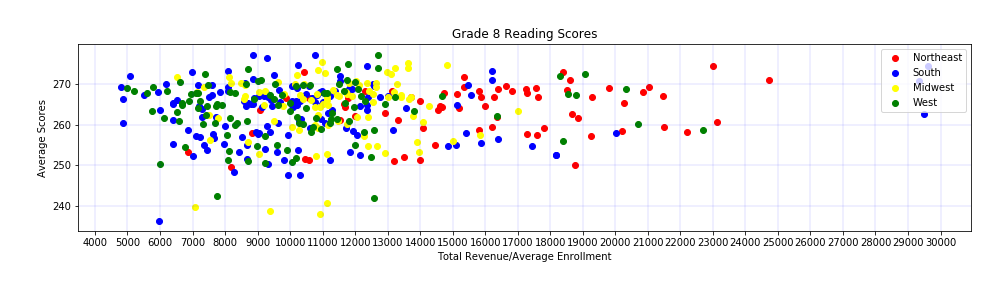 Grade 8 Reading Scores
Northeast
South
Midwest
West
Average Scores
270
260
250
240
4000 5000 6000 7000 8000 9000 10000 11000 12000 13000 14000 15000 16000 17000 18000 19000 20000 21000 22000 23000 24000 25000 26000 27000 28000 29000 30000
Total Revenue/Average Enrollment